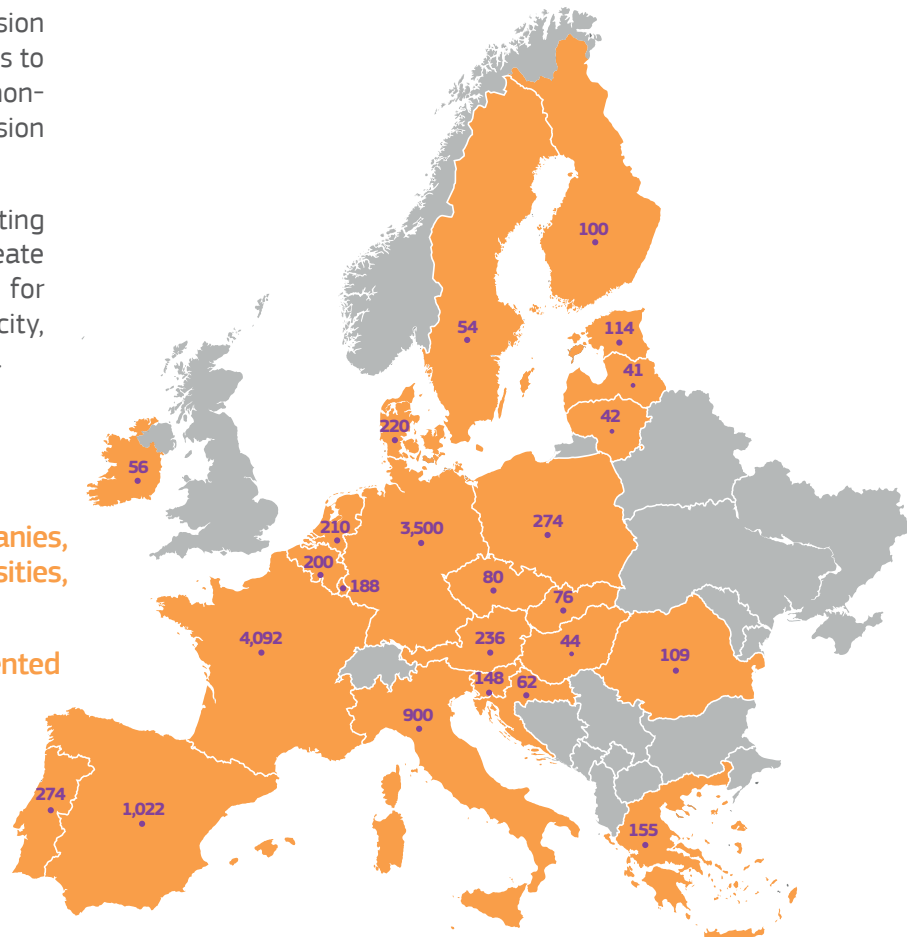 sion
s to
non-
sion
ting
eate
for
city,
.
anies,
sities,
ented
100
54
114
41
42
220
56
210
3,500
274
200
188
80
76
4,092
236
44
109
148
62
900
274
1,022
155